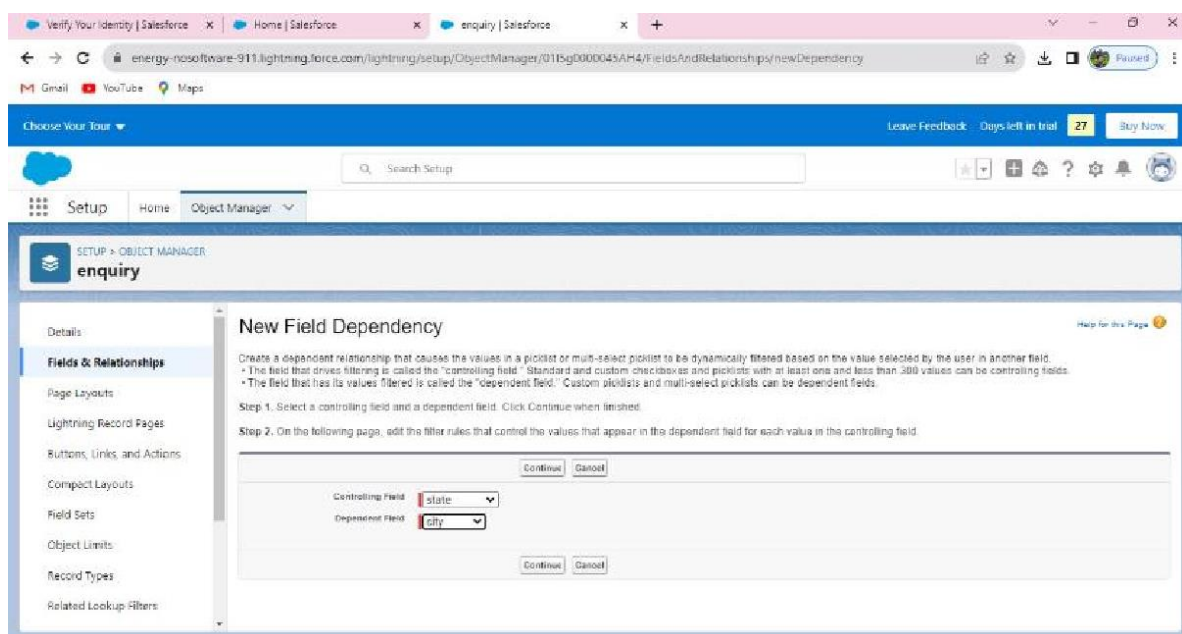 Verify Your Identity | Salesforce
Home | Salesforce
enquiry | Salesforce
energy-nosoftware-911.lightning.force.com/lightning/setup/ObjectManager/01I5g0000045AH4/FieldsAndRelationships/newDependency
Paused
Gmail YouTube Maps
Choose Your Tour
Leave Feedback Days left in trial 27 Buy Now
Search Setup
Setup Home Object Manager
SETUP > OBJECT MANAGER
enquiry
Details
Fields & Relationships
Page Layouts
Lightning Record Pages
Buttons, Links, and Actions
Compact Layouts
Field Sets
Object Limits
Record Types
Related Lookup Filters
New Field Dependency
Help for this Page
Create a dependent relationship that causes the values in a picklist or multi-select picklist to be dynamically filtered based on the value selected by the user in another field.
• The field that drives filtering is called the "controlling field." Standard and custom checkboxes and picklists with at least one and less than 300 values can be controlling fields.
• The field that has its values filtered is called the "dependent field." Custom picklists and multi-select picklists can be dependent fields.
Step 1. Select a controlling field and a dependent field. Click Continue when finished.
Step 2. On the following page, edit the filter rules that control the values that appear in the dependent field for each value in the controlling field.
Continue Cancel
Controlling Field state
Dependent Field city
Continue Cancel